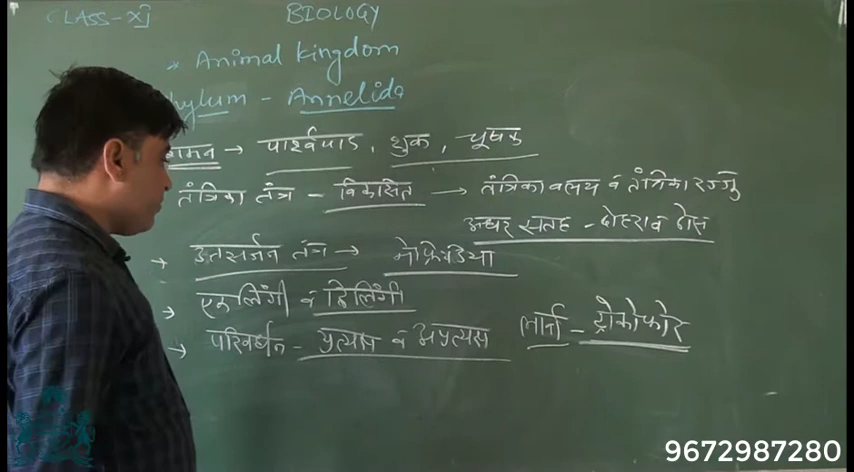 CLASS-XI BIOLOGY
* Animal kingdom
hylum - Annelida
गमन → पार्श्वपाद, शुक, चूषक
तंत्रिका तंत्र - विकसित → तंत्रिका वलय व तंत्रिका रज्जु
अधर सतह - दोहरा व ठोस
→ उत्सर्जन तंत्र → नेफ्रीडिया
→ एकलिंगी व द्विलिंगी
→ परिवर्धन - प्रत्यक्ष व अप्रत्यक्ष लार्वा - ट्रोकोफोर
9672987280